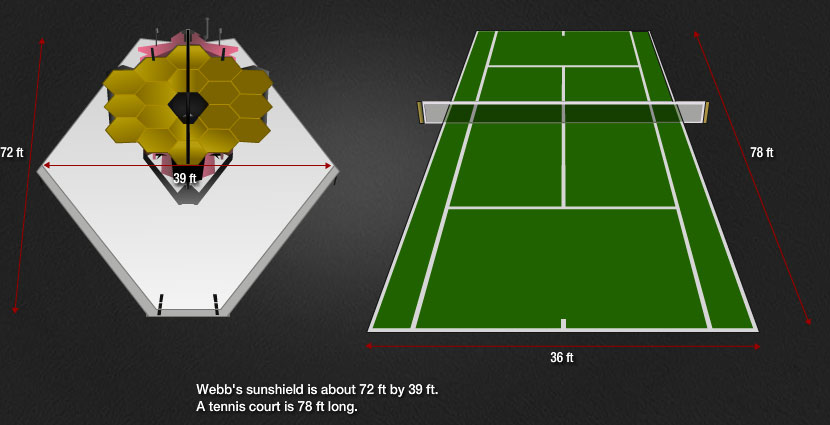 72 ft
39 ft
78 ft
36 ft
Webb's sunshield is about 72 ft by 39 ft.
A tennis court is 78 ft long.